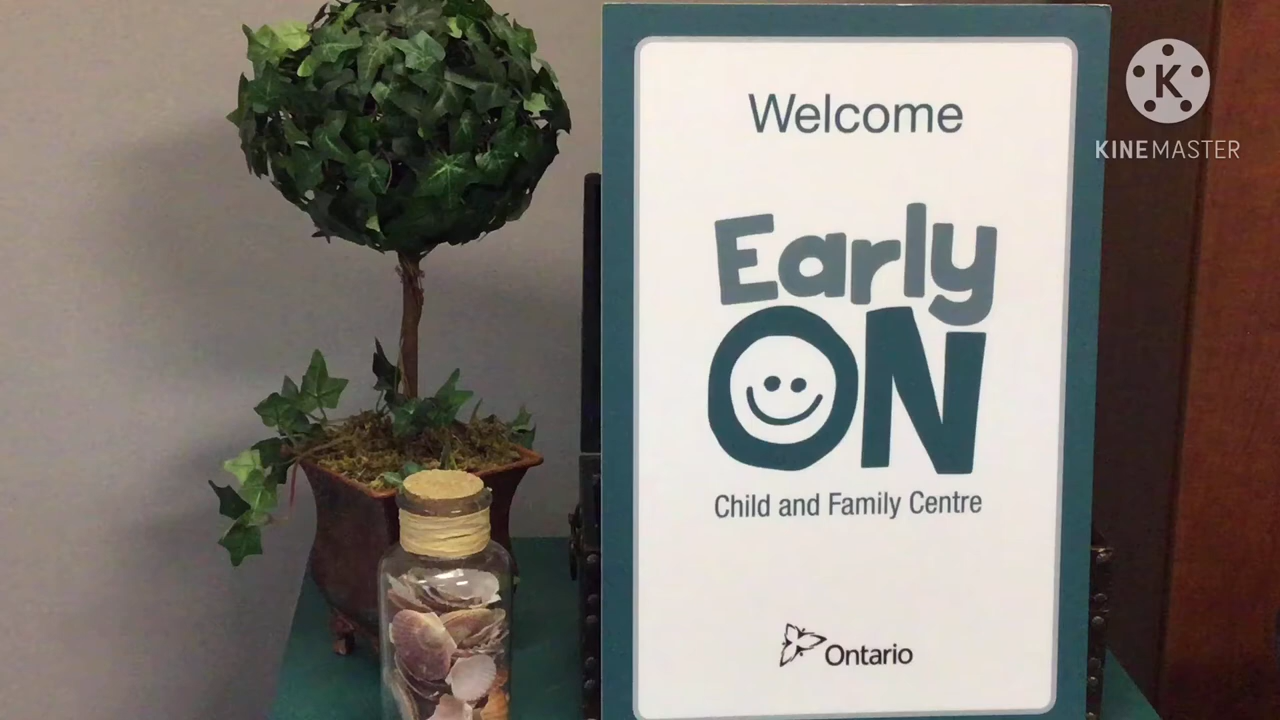 Welcome
Early
ON
Child and Family Centre
Ontario
K
KINEMASTER